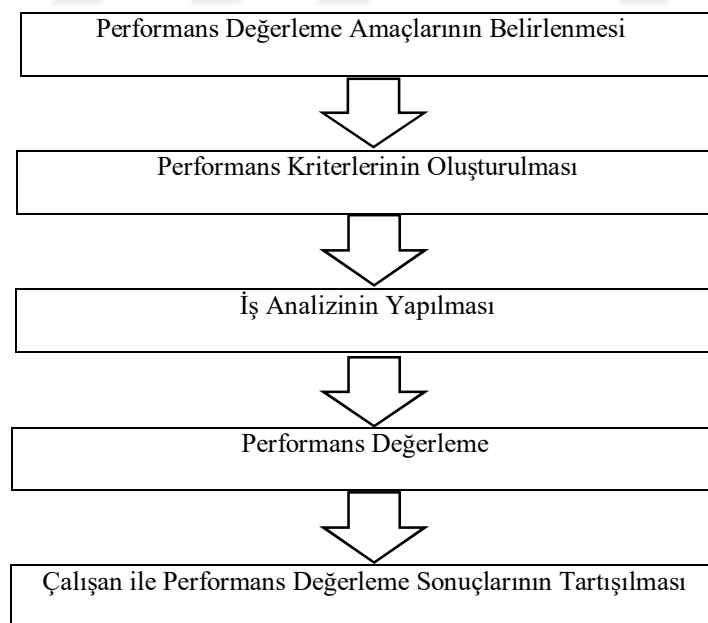 Performans Değerleme Amaçlarının Belirlenmesi
Performans Kriterlerinin Oluşturulması
İş Analizinin Yapılması
Performans Değerleme
Çalışan ile Performans Değerleme Sonuçlarının Tartışılması